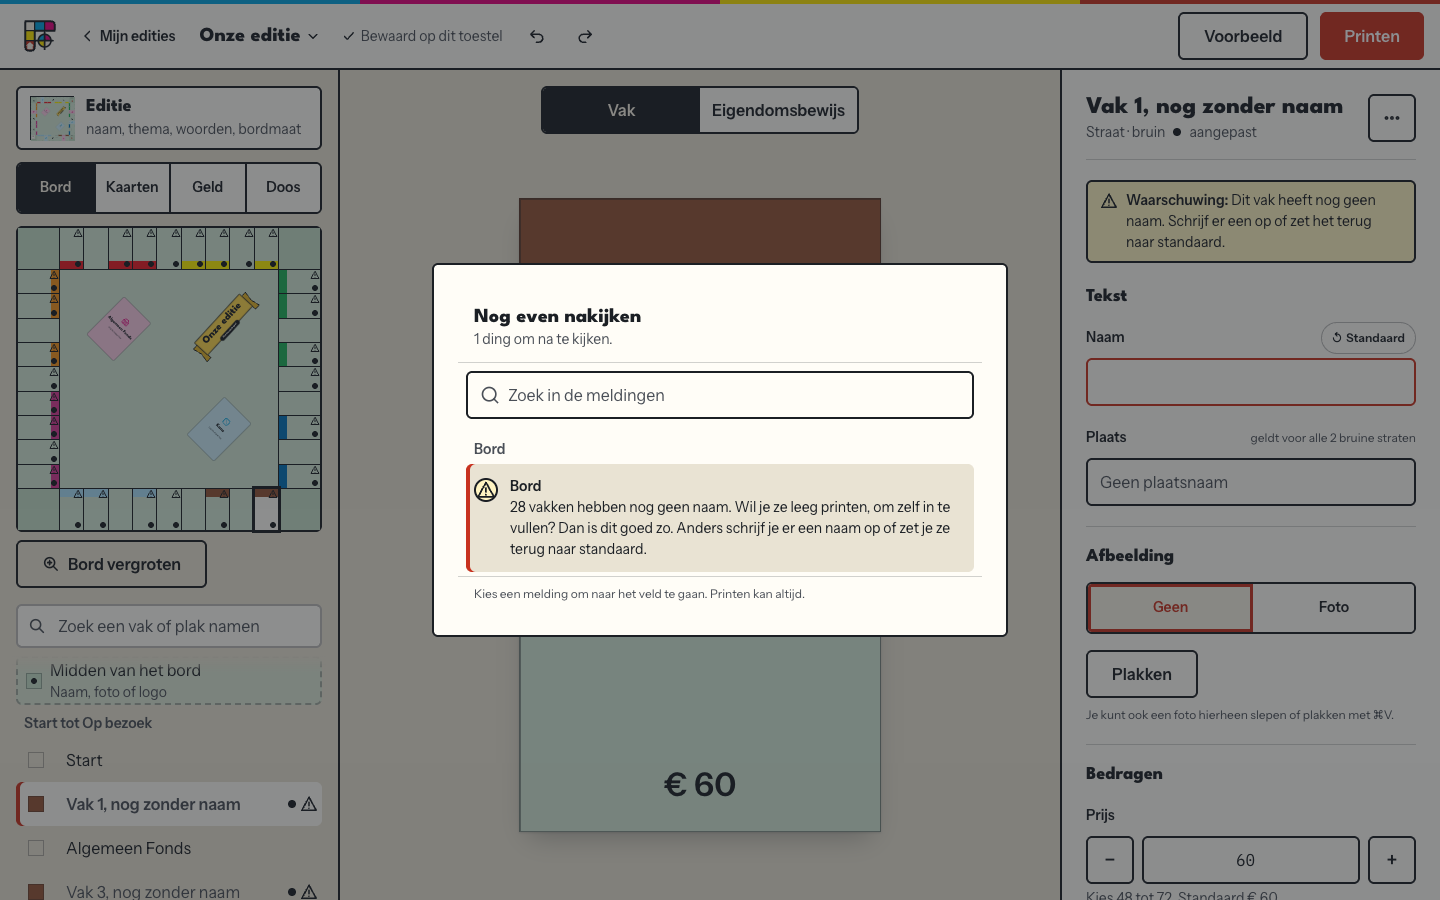 Mijn edities
Onze editie
Bewaard op dit toestel
Voorbeeld
Printen
Editie
naam, thema, woorden, bordmaat
Bord
Kaarten
Geld
Doos
Onze editie
Bord vergroten
Zoek een vak of plak namen
Midden van het bord
Naam, foto of logo
Start tot Op bezoek
Start
Vak 1, nog zonder naam
Algemeen Fonds
Vak 3, nog zonder naam
Vak
Eigendomsbewijs
€ 60
Nog even nakijken
1 ding om na te kijken.
Zoek in de meldingen
Bord
Bord
28 vakken hebben nog geen naam. Wil je ze leeg printen, om zelf in te
vullen? Dan is dit goed zo. Anders schrijf je er een naam op of zet je ze
terug naar standaard.
Kies een melding om naar het veld te gaan. Printen kan altijd.
Vak 1, nog zonder naam
Straat · bruin ● aangepast
Waarschuwing: Dit vak heeft nog geen
naam. Schrijf er een op of zet het terug
naar standaard.
Tekst
Naam
Standaard
Plaats
geldt voor alle 2 bruine straten
Geen plaatsnaam
Afbeelding
Geen
Foto
Plakken
Je kunt ook een foto hierheen slepen of plakken met ⌘V.
Bedragen
Prijs
−
60
+
Kies 48 tot 72. Standaard € 60